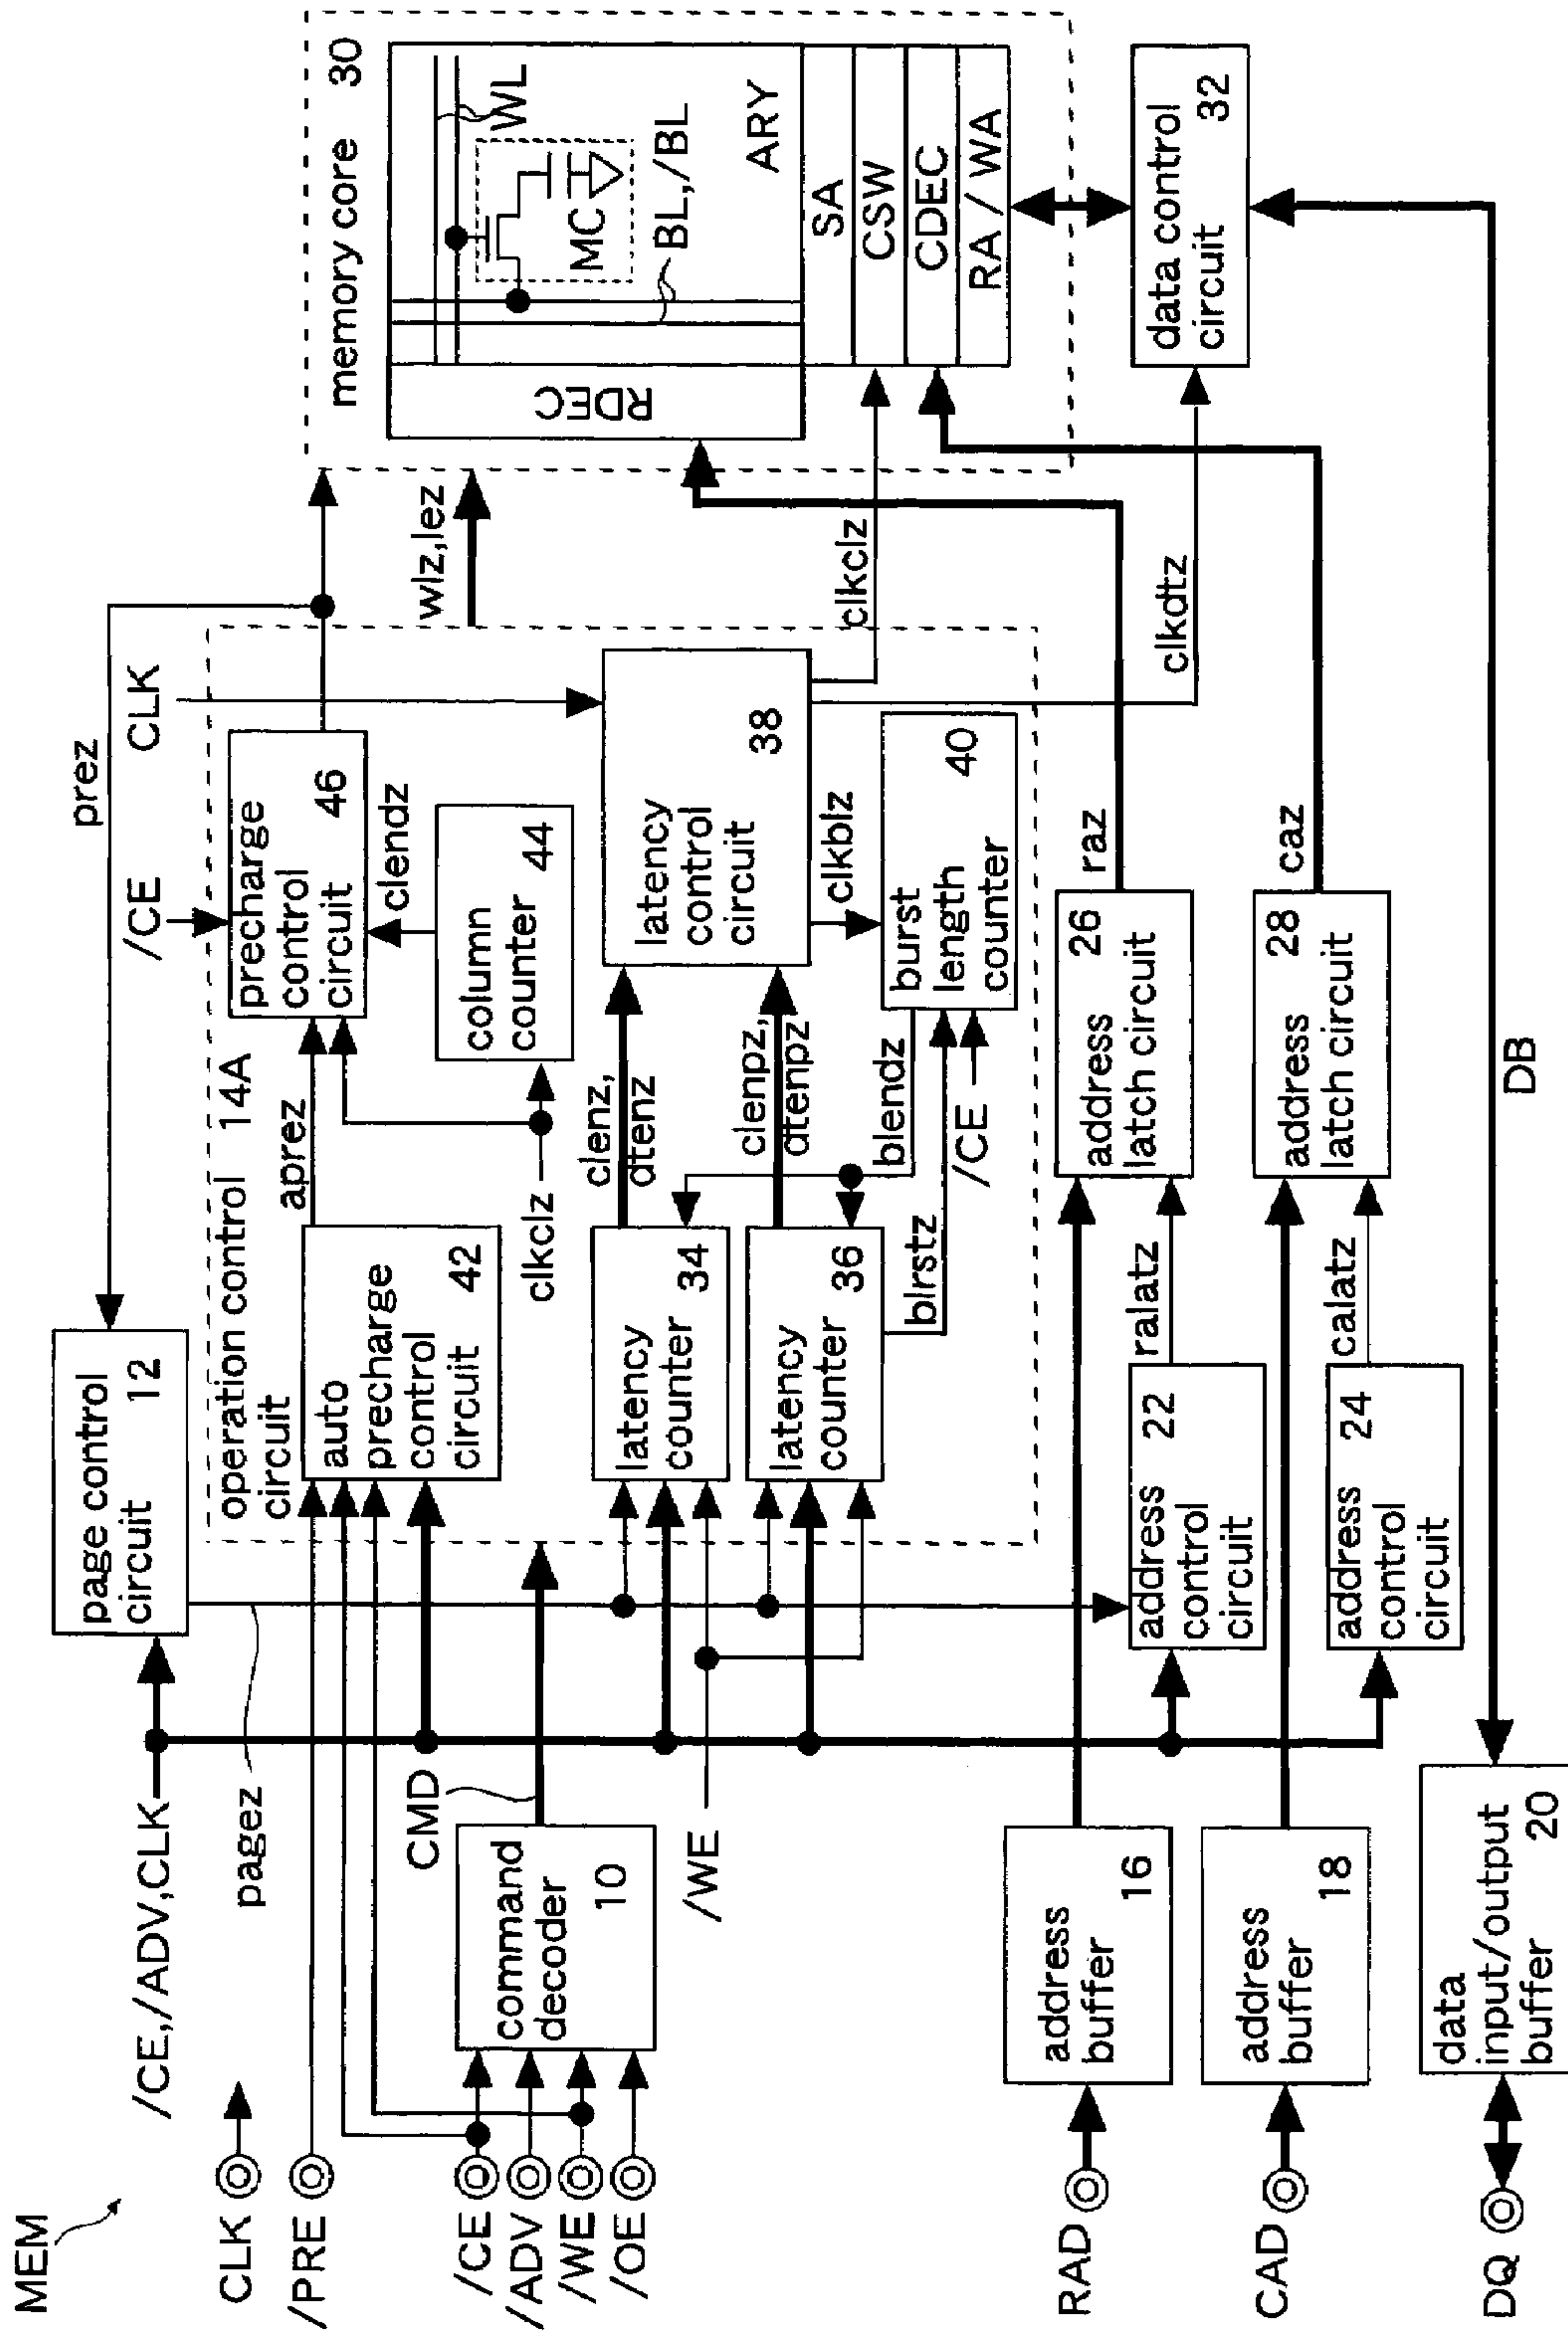 MEM
CLK
/PRE
/CE
/ADV
/WE
/OE
RAD
CAD
DQ
/CE,/ADV,CLK
pagez
CMD
command
decoder
10
/WE
address
buffer
16
address
buffer
18
data
input/output
buffer
20
page control
circuit
12
prez
/CE
CLK
operation control
circuit
14A
auto
precharge
control
circuit
42
aprez
clkclz
latency
counter
34
clenz,
dtenz
latency
counter
36
clenpz,
dtenpz
blendz
blrstz
/CE
precharge
control
circuit
46
clendz
column
counter
44
latency
control
circuit
38
clkblz
burst
length
counter
40
address
control
circuit
22
ralatz
address
control
circuit
24
calatz
address
latch circuit
26
raz
address
latch circuit
28
caz
DB
wlz,lez
clkclz
clkdtz
memory core
30
RDEC
WL
MC
BL,/BL
ARY
SA
CSW
CDEC
RA / WA
data control
circuit
32